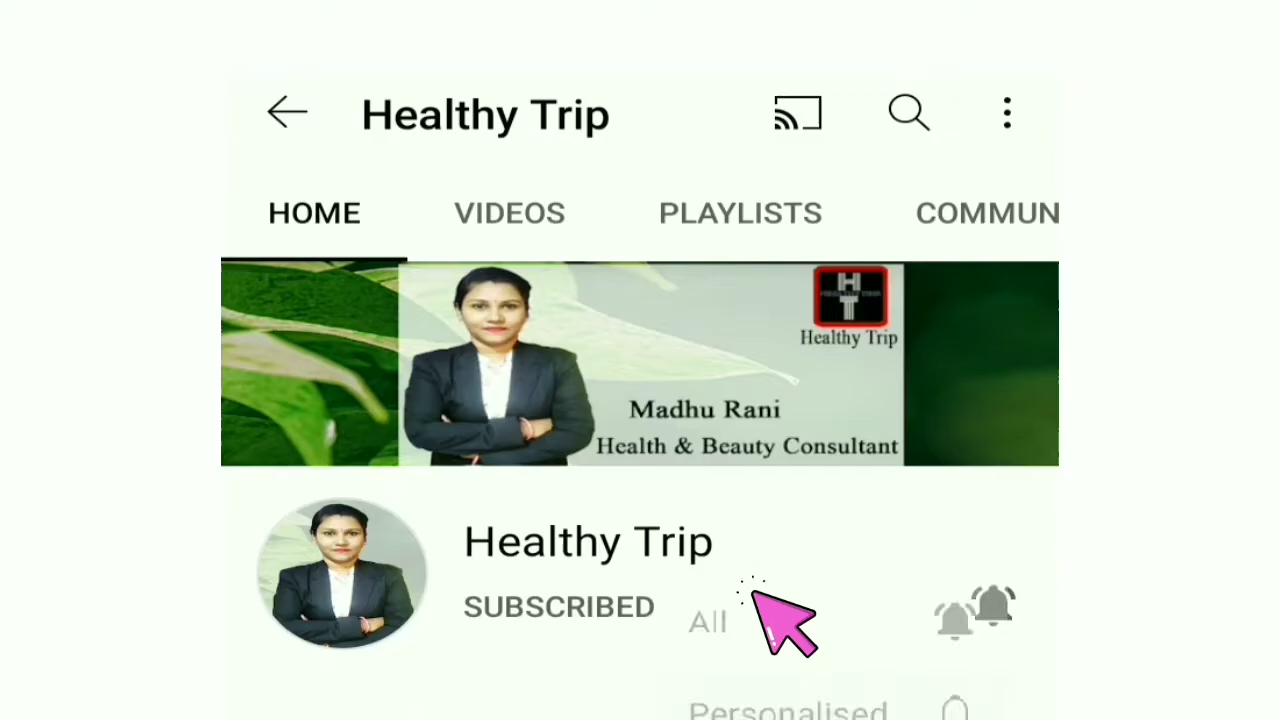 Healthy Trip
HOME VIDEOS PLAYLISTS COMMUN
H
T
Healthy Trip
Madhu Rani
Health & Beauty Consultant
Healthy Trip
SUBSCRIBED
All
Personalised